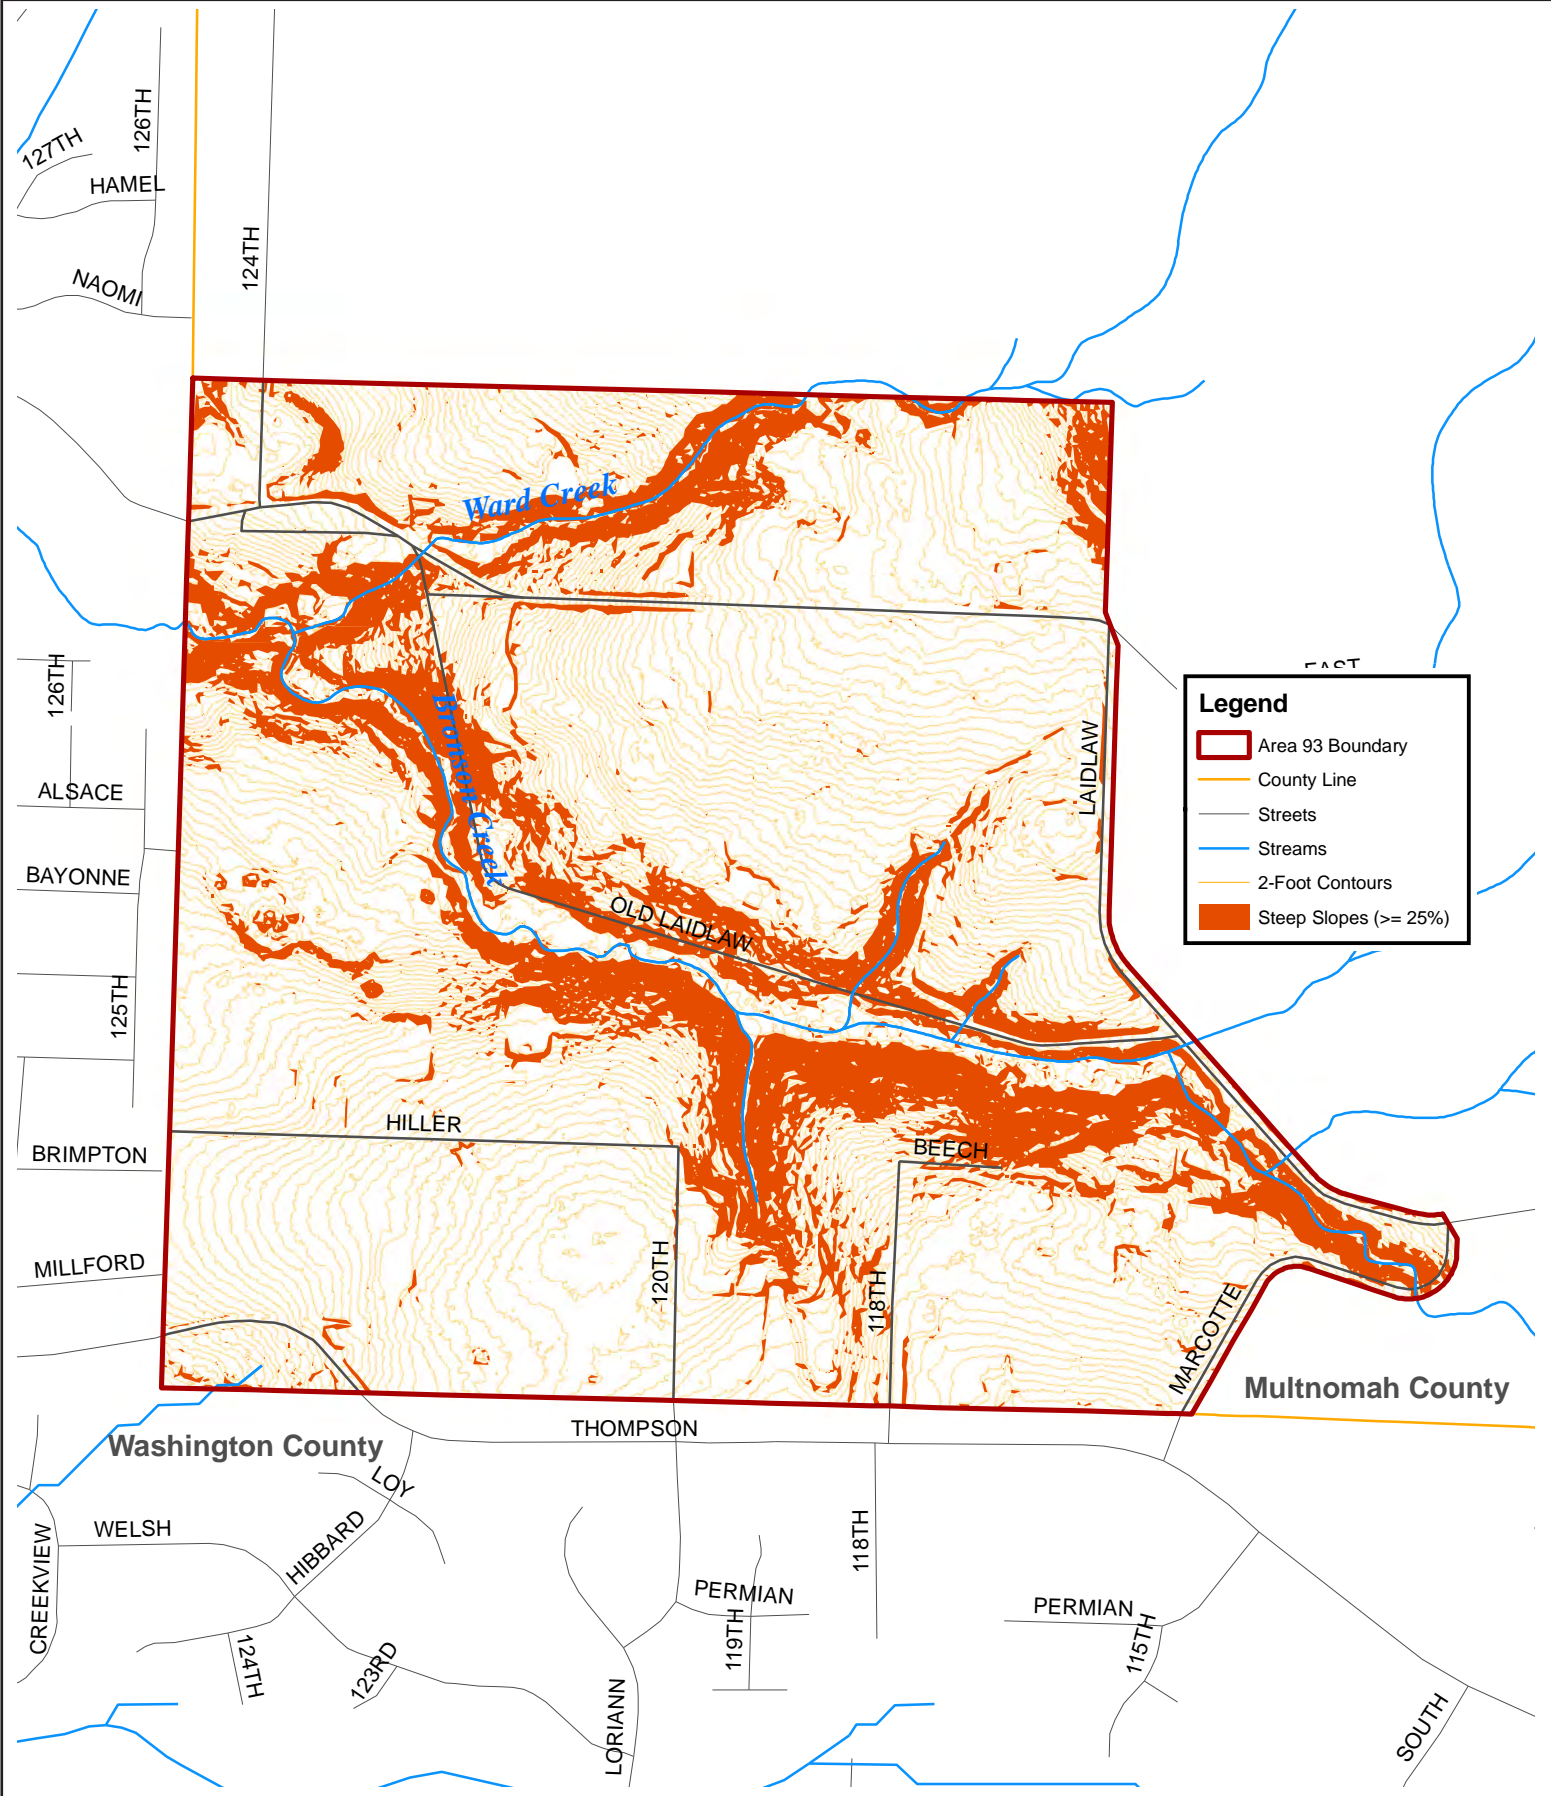 126TH
127TH
HAMEL
124TH
NAOMI
Ward Creek
126TH
EAST
Legend
Area 93 Boundary
County Line
Streets
Streams
2-Foot Contours
Steep Slopes (>= 25%)
LAIDLAW
Bronson Creek
ALSACE
BAYONNE
OLD LAIDLAW
125TH
HILLER
BEECH
BRIMPTON
MILLFORD
120TH
118TH
MARCOTTE
Multnomah County
THOMPSON
Washington County
LOY
WELSH
HIBBARD
CREEKVIEW
118TH
PERMIAN
PERMIAN
119TH
115TH
124TH
123RD
LORIANN
SOUTH